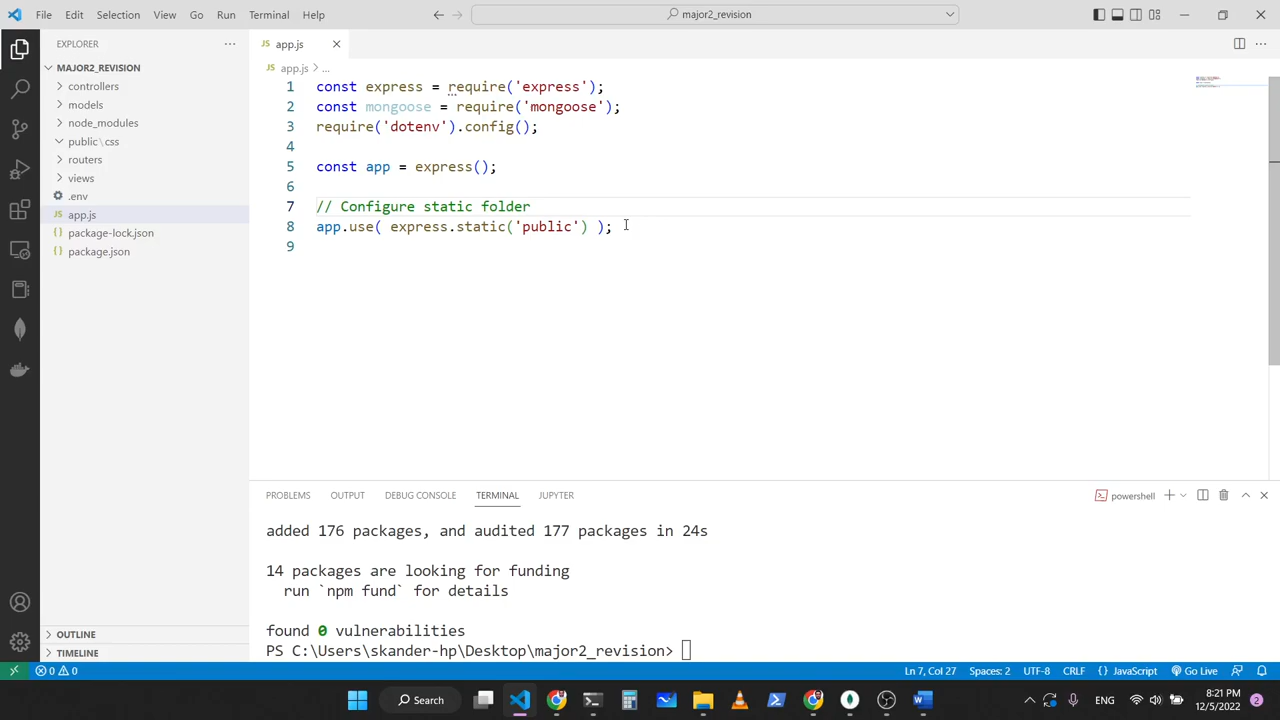 File Edit Selection View Go Run Terminal Help
major2_revision
EXPLORER
MAJOR2_REVISION
controllers
models
node_modules
public\css
routers
views
.env
app.js
package-lock.json
package.json
OUTLINE
TIMELINE
app.js
app.js > ...
1 const express = require('express');
2 const mongoose = require('mongoose');
3 require('dotenv').config();
4
5 const app = express();
6
7 // Configure static folder
8 app.use( express.static('public') );
9
PROBLEMS OUTPUT DEBUG CONSOLE TERMINAL JUPYTER
powershell
added 176 packages, and audited 177 packages in 24s
14 packages are looking for funding
run `npm fund` for details
found 0 vulnerabilities
PS C:\Users\skander-hp\Desktop\major2_revision>
0 0
Ln 7, Col 27 Spaces: 2 UTF-8 CRLF JavaScript Go Live
Search
ENG
8:21 PM
12/5/2022
2